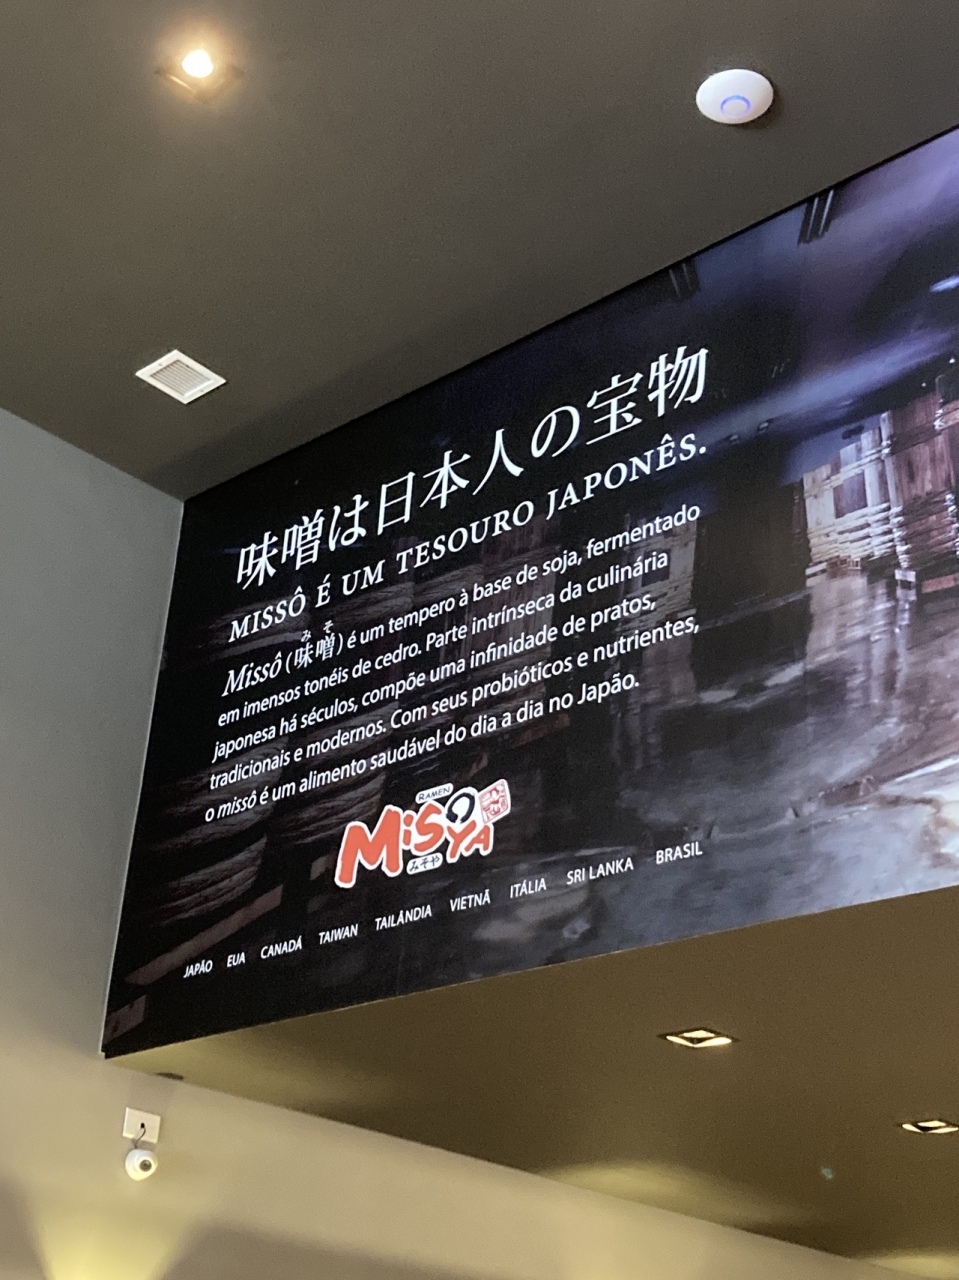 味噌は日本人の宝物
MISSÔ É UM TESOURO JAPONÊS.
みそ
Missô (味噌) é um tempero à base de soja, fermentado
em imensos tonéis de cedro. Parte intrínseca da culinária
japonesa há séculos, compõe uma infinidade de pratos,
tradicionais e modernos. Com seus probióticos e nutrientes,
o missô é um alimento saudável do dia a dia no Japão.
RAMEN
MiSOYA
みそや
JAPÃO EUA CANADÁ TAIWAN TAILÂNDIA VIETNÃ ITÁLIA SRI LANKA BRASIL